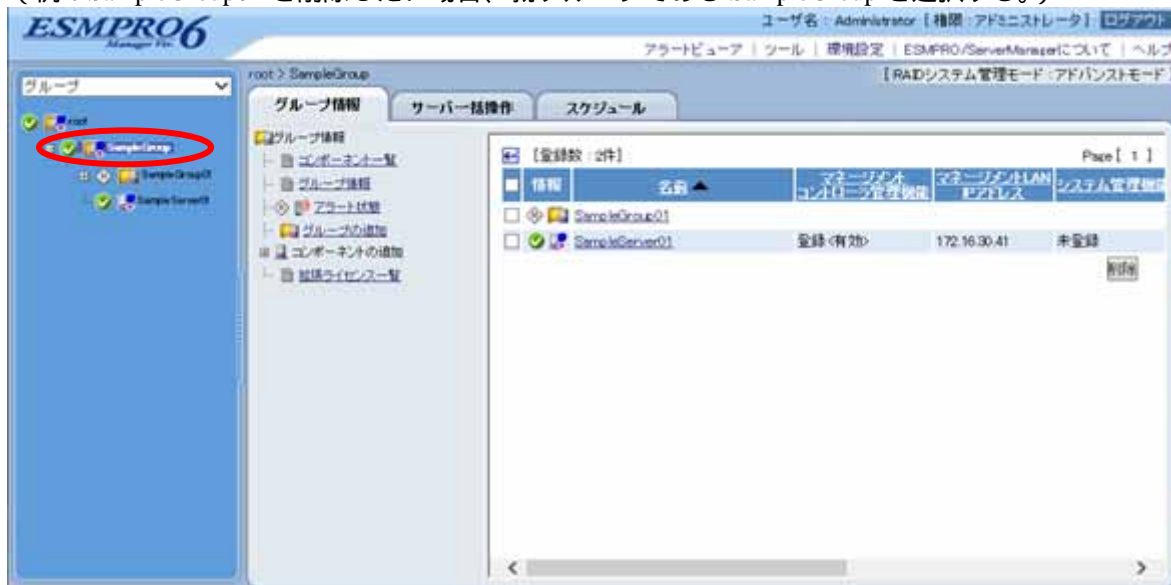 ESMPRO6
ユーザ名 : Administrator [ 権限 : アドミニストレータ ] ログアウト
アラートビューア | ツール | 環境設定 | ESMPRO/ServerManagerについて | ヘルプ
グループ
root > SampleGroup
[ RAIDシステム管理モード : アドバンストモード
グループ情報 サーバー括操作 スケジュール
root
SampleGroup
SampleGroup01
SampleServer01
グループ情報
コンポーネント一覧
グループ情報
アラート状態
グループの追加
コンポーネントの追加
拡張ライセンス一覧
[登録数 : 2件] Page [ 1 ]
情報 名前 ▲ マネージメントコントローラ管理機能 マネージメントLAN IPアドレス システム管理機能
SampleGroup01
SampleServer01 登録 <有効> 172.16.30.41 未登録
削除